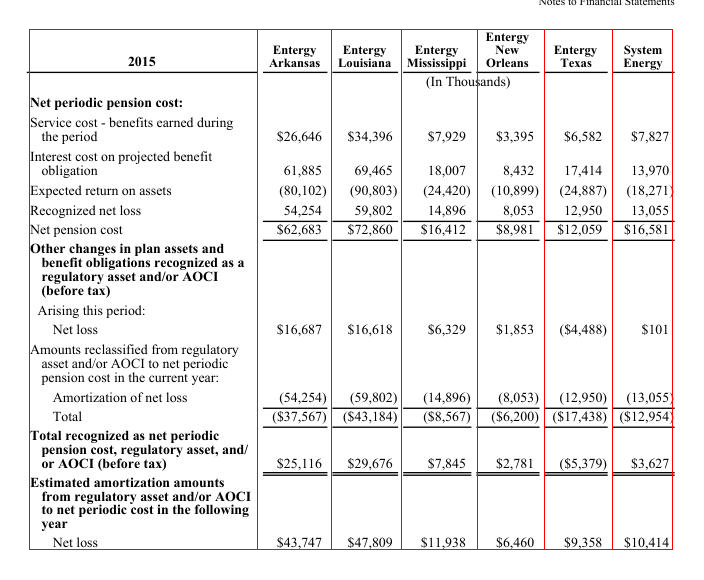 Notes to Financial Statements
2015 Entergy Arkansas Entergy Louisiana Entergy Mississippi Entergy New Orleans Entergy Texas System Energy
(In Thousands)
Net periodic pension cost:
Service cost - benefits earned during
the period $26,646 $34,396 $7,929 $3,395 $6,582 $7,827
Interest cost on projected benefit
obligation 61,885 69,465 18,007 8,432 17,414 13,970
Expected return on assets (80,102) (90,803) (24,420) (10,899) (24,887) (18,271)
Recognized net loss 54,254 59,802 14,896 8,053 12,950 13,055
Net pension cost $62,683 $72,860 $16,412 $8,981 $12,059 $16,581
Other changes in plan assets and
benefit obligations recognized as a
regulatory asset and/or AOCI
(before tax)
Arising this period:
Net loss $16,687 $16,618 $6,329 $1,853 ($4,488) $101
Amounts reclassified from regulatory
asset and/or AOCI to net periodic
pension cost in the current year:
Amortization of net loss (54,254) (59,802) (14,896) (8,053) (12,950) (13,055)
Total ($37,567) ($43,184) ($8,567) ($6,200) ($17,438) ($12,954)
Total recognized as net periodic
pension cost, regulatory asset, and/
or AOCI (before tax) $25,116 $29,676 $7,845 $2,781 ($5,379) $3,627
Estimated amortization amounts
from regulatory asset and/or AOCI
to net periodic cost in the following
year
Net loss $43,747 $47,809 $11,938 $6,460 $9,358 $10,414